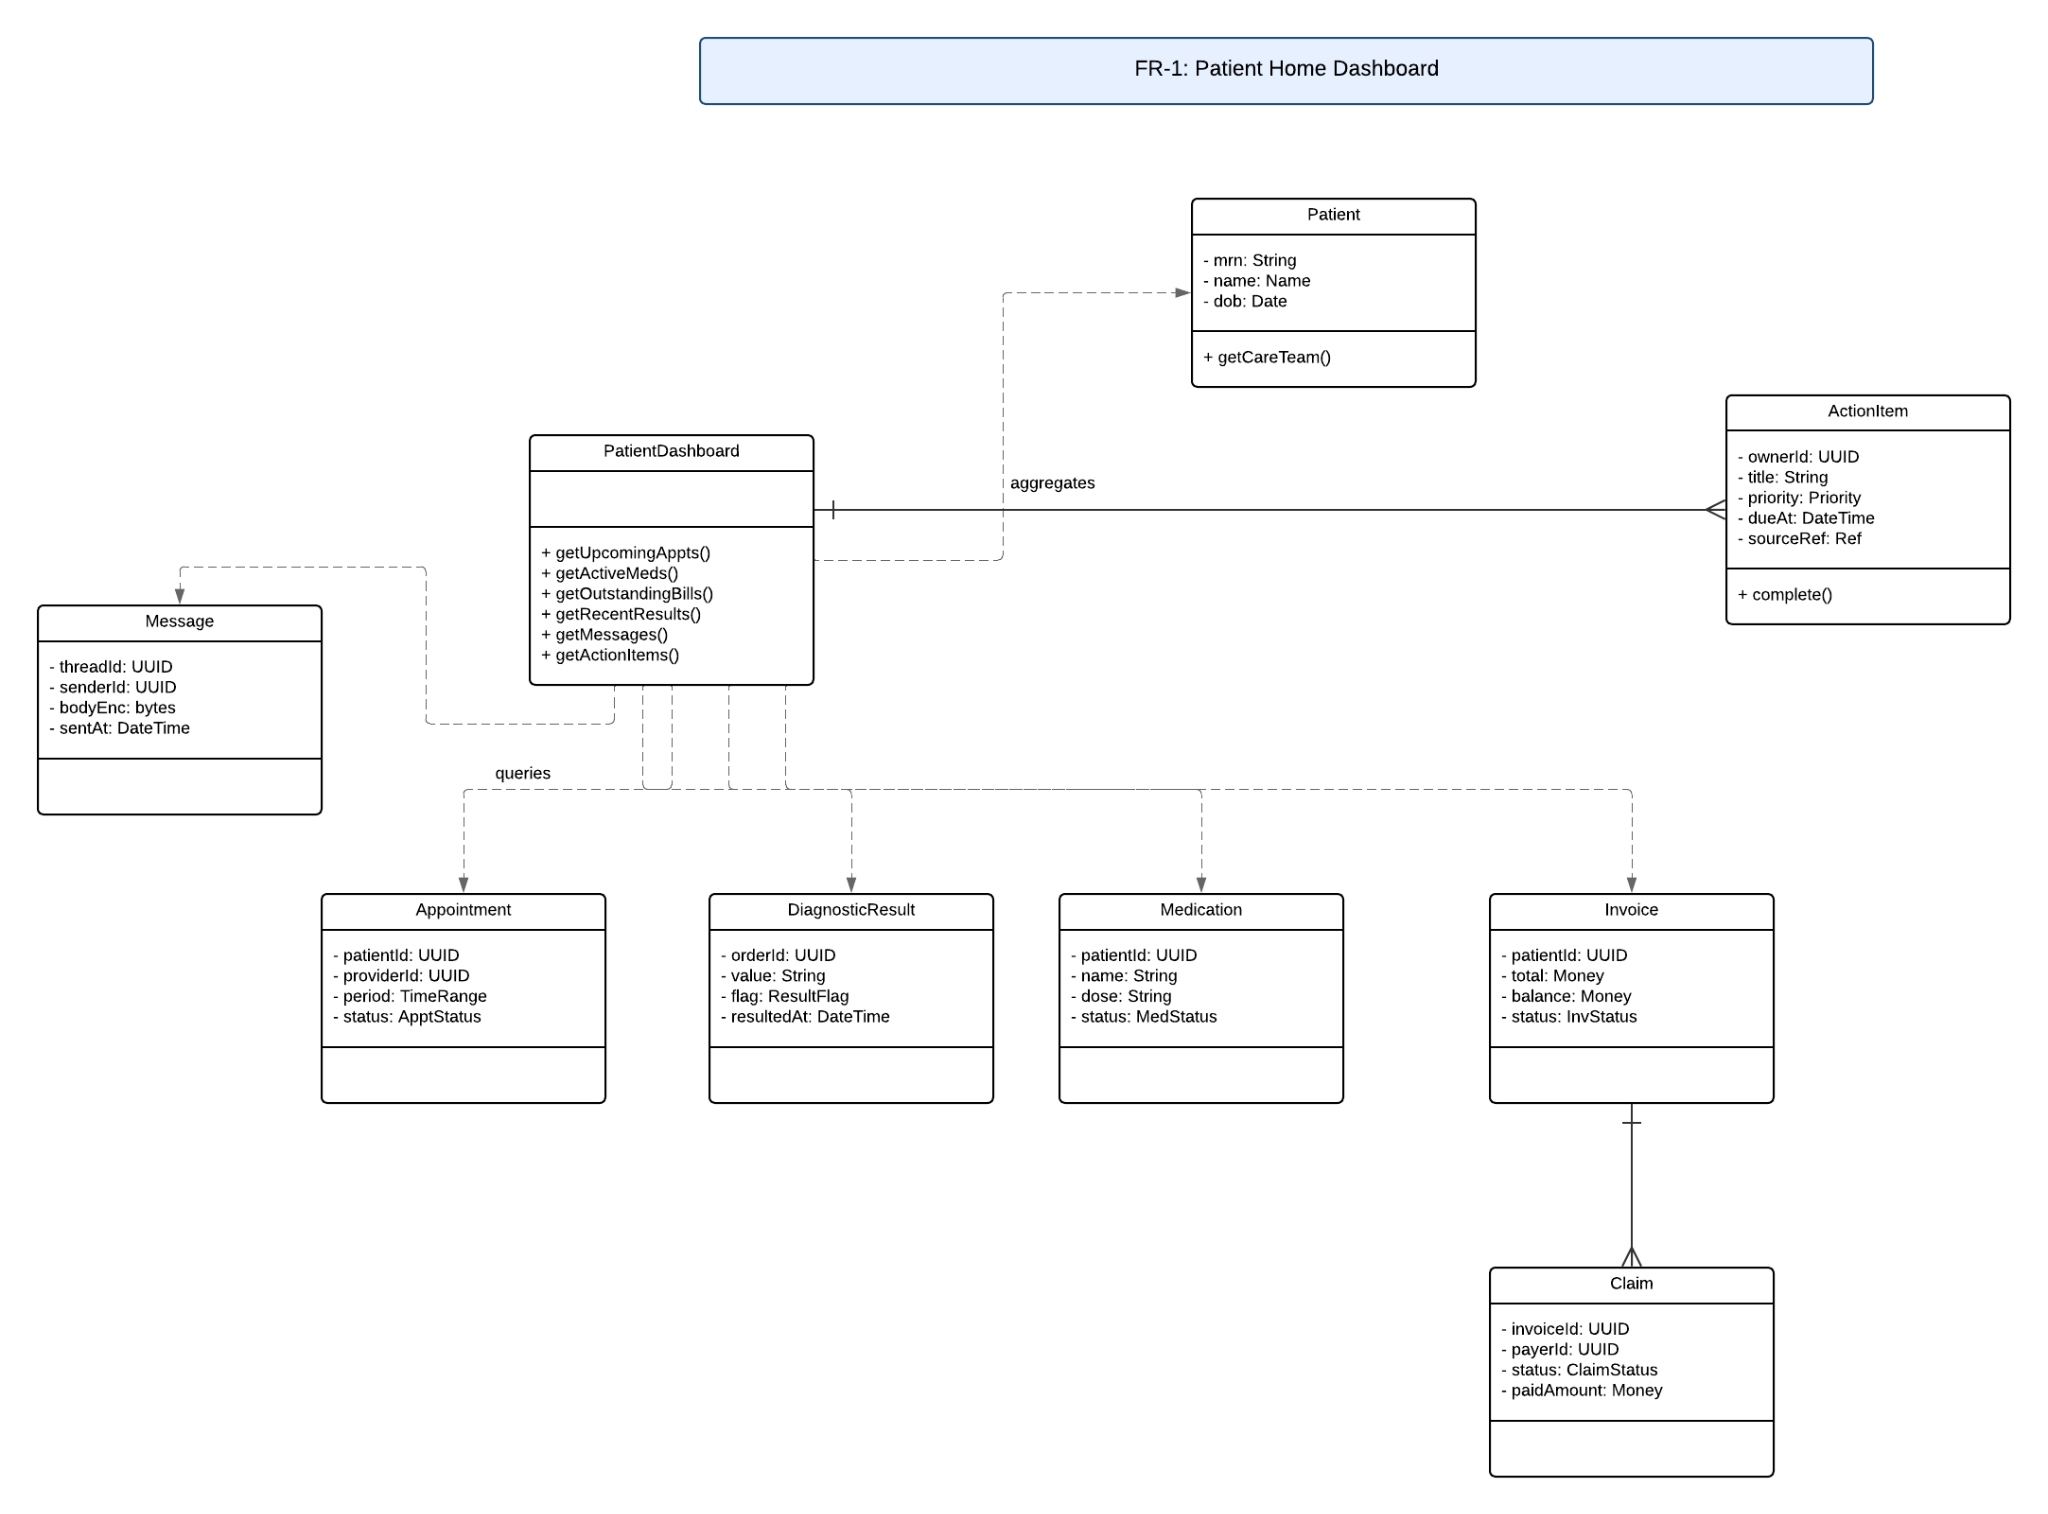 FR-1: Patient Home Dashboard
Patient
- mrn: String
- name: Name
- dob: Date
+ getCareTeam()
ActionItem
- ownerId: UUID
- title: String
- priority: Priority
- dueAt: DateTime
- sourceRef: Ref
+ complete()
PatientDashboard
+ getUpcomingAppts()
+ getActiveMeds()
+ getOutstandingBills()
+ getRecentResults()
+ getMessages()
+ getActionItems()
aggregates
Message
- threadId: UUID
- senderId: UUID
- bodyEnc: bytes
- sentAt: DateTime
queries
Appointment
- patientId: UUID
- providerId: UUID
- period: TimeRange
- status: ApptStatus
DiagnosticResult
- orderId: UUID
- value: String
- flag: ResultFlag
- resultedAt: DateTime
Medication
- patientId: UUID
- name: String
- dose: String
- status: MedStatus
Invoice
- patientId: UUID
- total: Money
- balance: Money
- status: InvStatus
Claim
- invoiceId: UUID
- payerId: UUID
- status: ClaimStatus
- paidAmount: Money